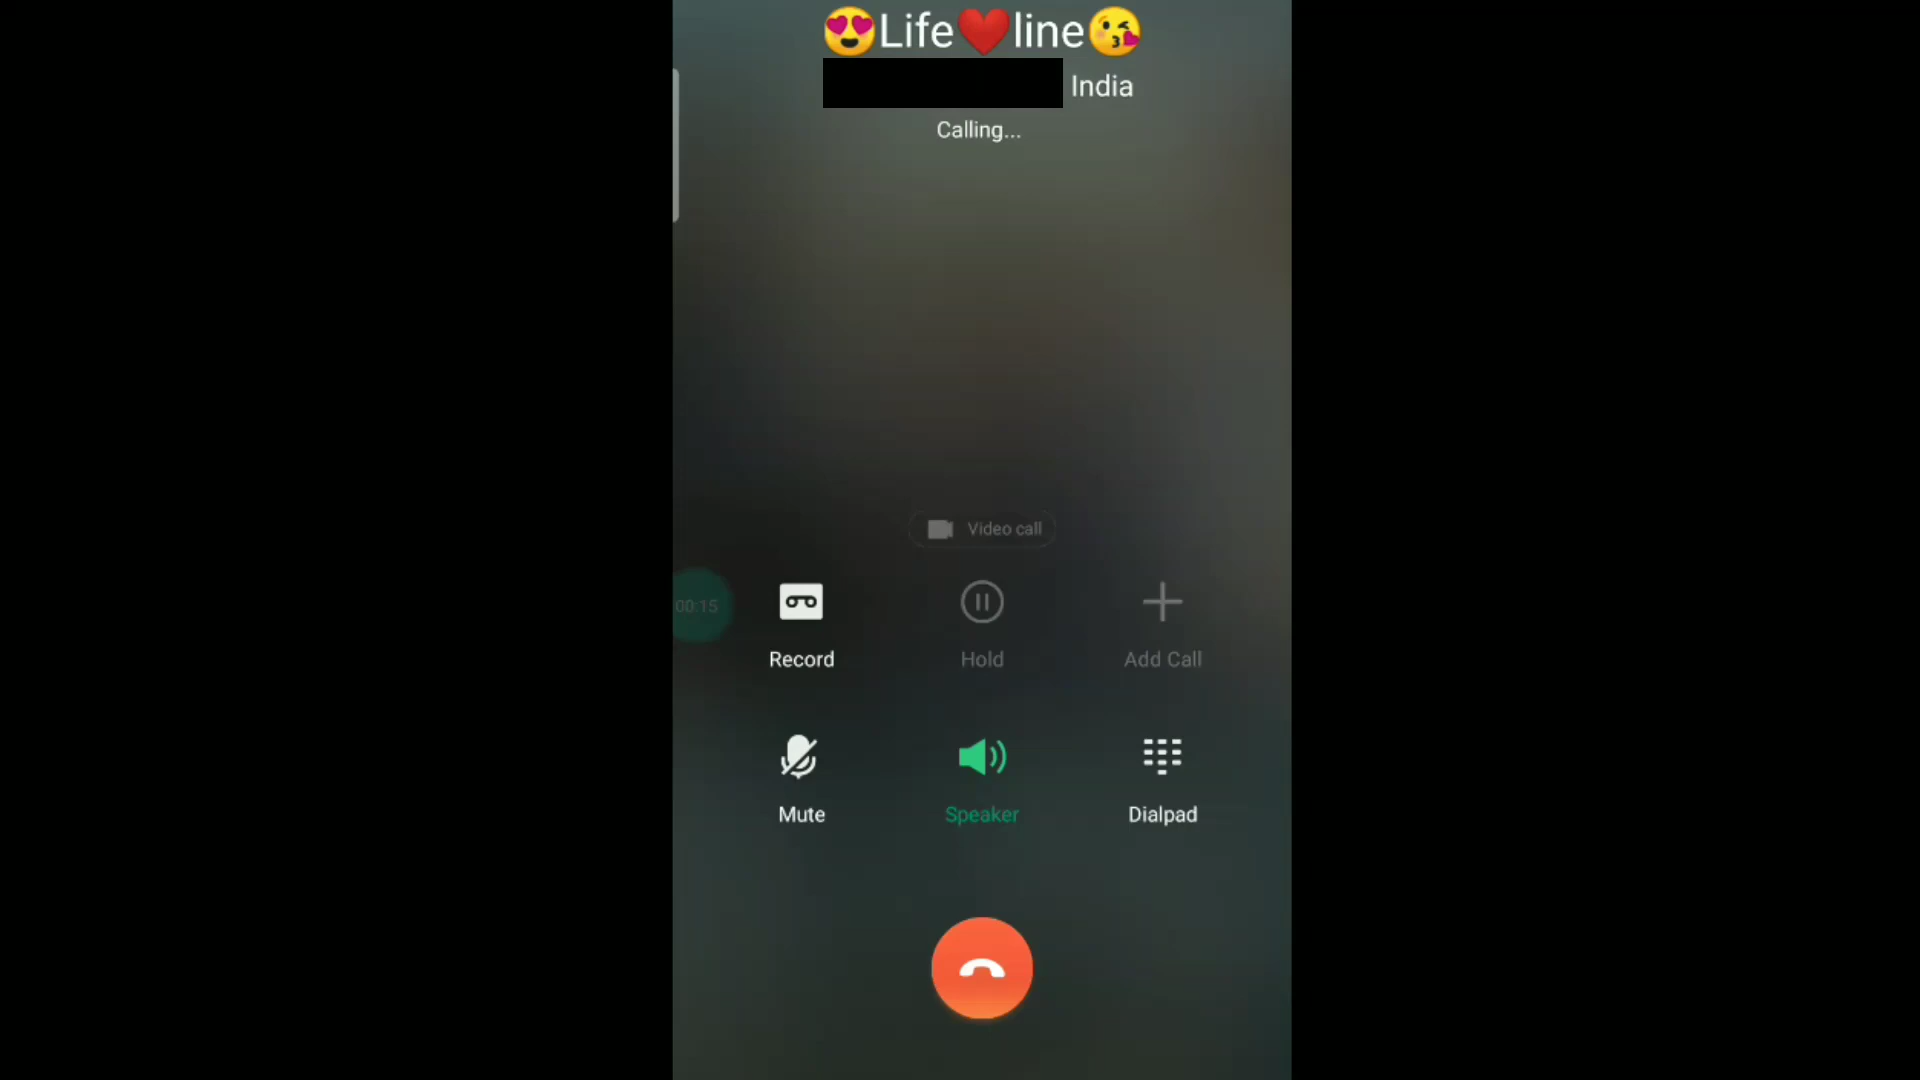 😍Life❤️line😘
India
Calling...
Video call
00:15
Record
Hold
Add Call
Mute
Speaker
Dialpad